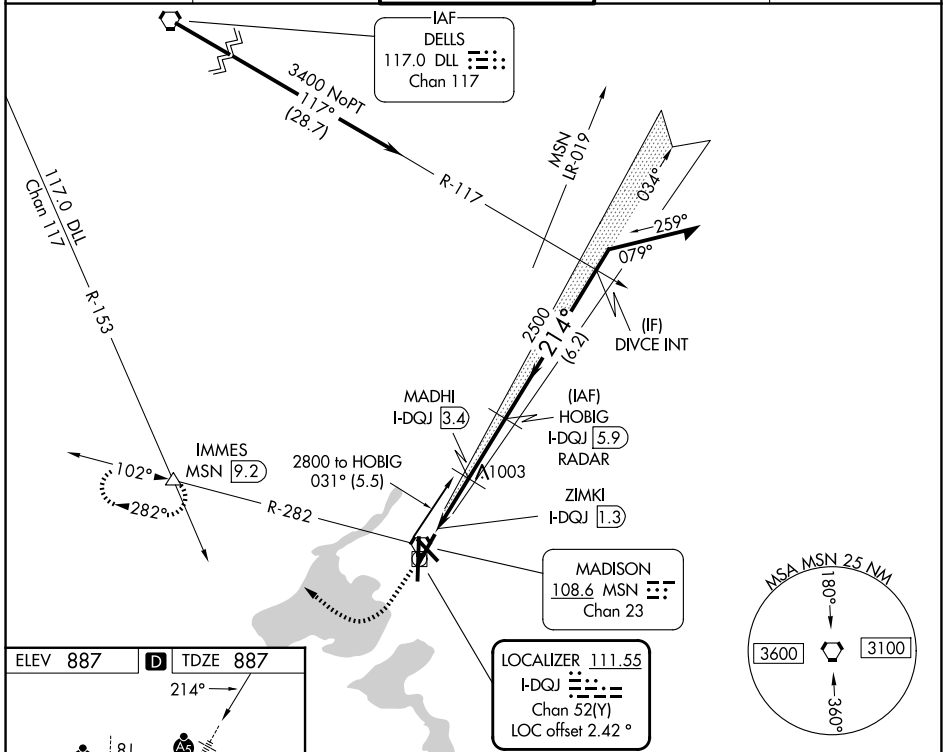 IAF
DELLS
117.0 DLL
Chan 117
3400 NoPT
117°
(28.7)
R-117
MSN
LR-019
034°
259°
079°
117.0 DLL
Chan 117
R-153
2500
214°
(6.2)
(IF)
DIVCE INT
MADHI
I-DQJ 3.4
(IAF)
HOBIG
I-DQJ 5.9
RADAR
IMMES
MSN 9.2
2800 to HOBIG
031° (5.5)
1003
102°
282°
R-282
ZIMKI
I-DQJ 1.3
MADISON
108.6 MSN
Chan 23
MSA MSN 25 NM
180°
3600
3100
360°
LOCALIZER 111.55
I-DQJ
Chan 52(Y)
LOC offset 2.42 °
ELEV 887 D TDZE 887
214°
A5